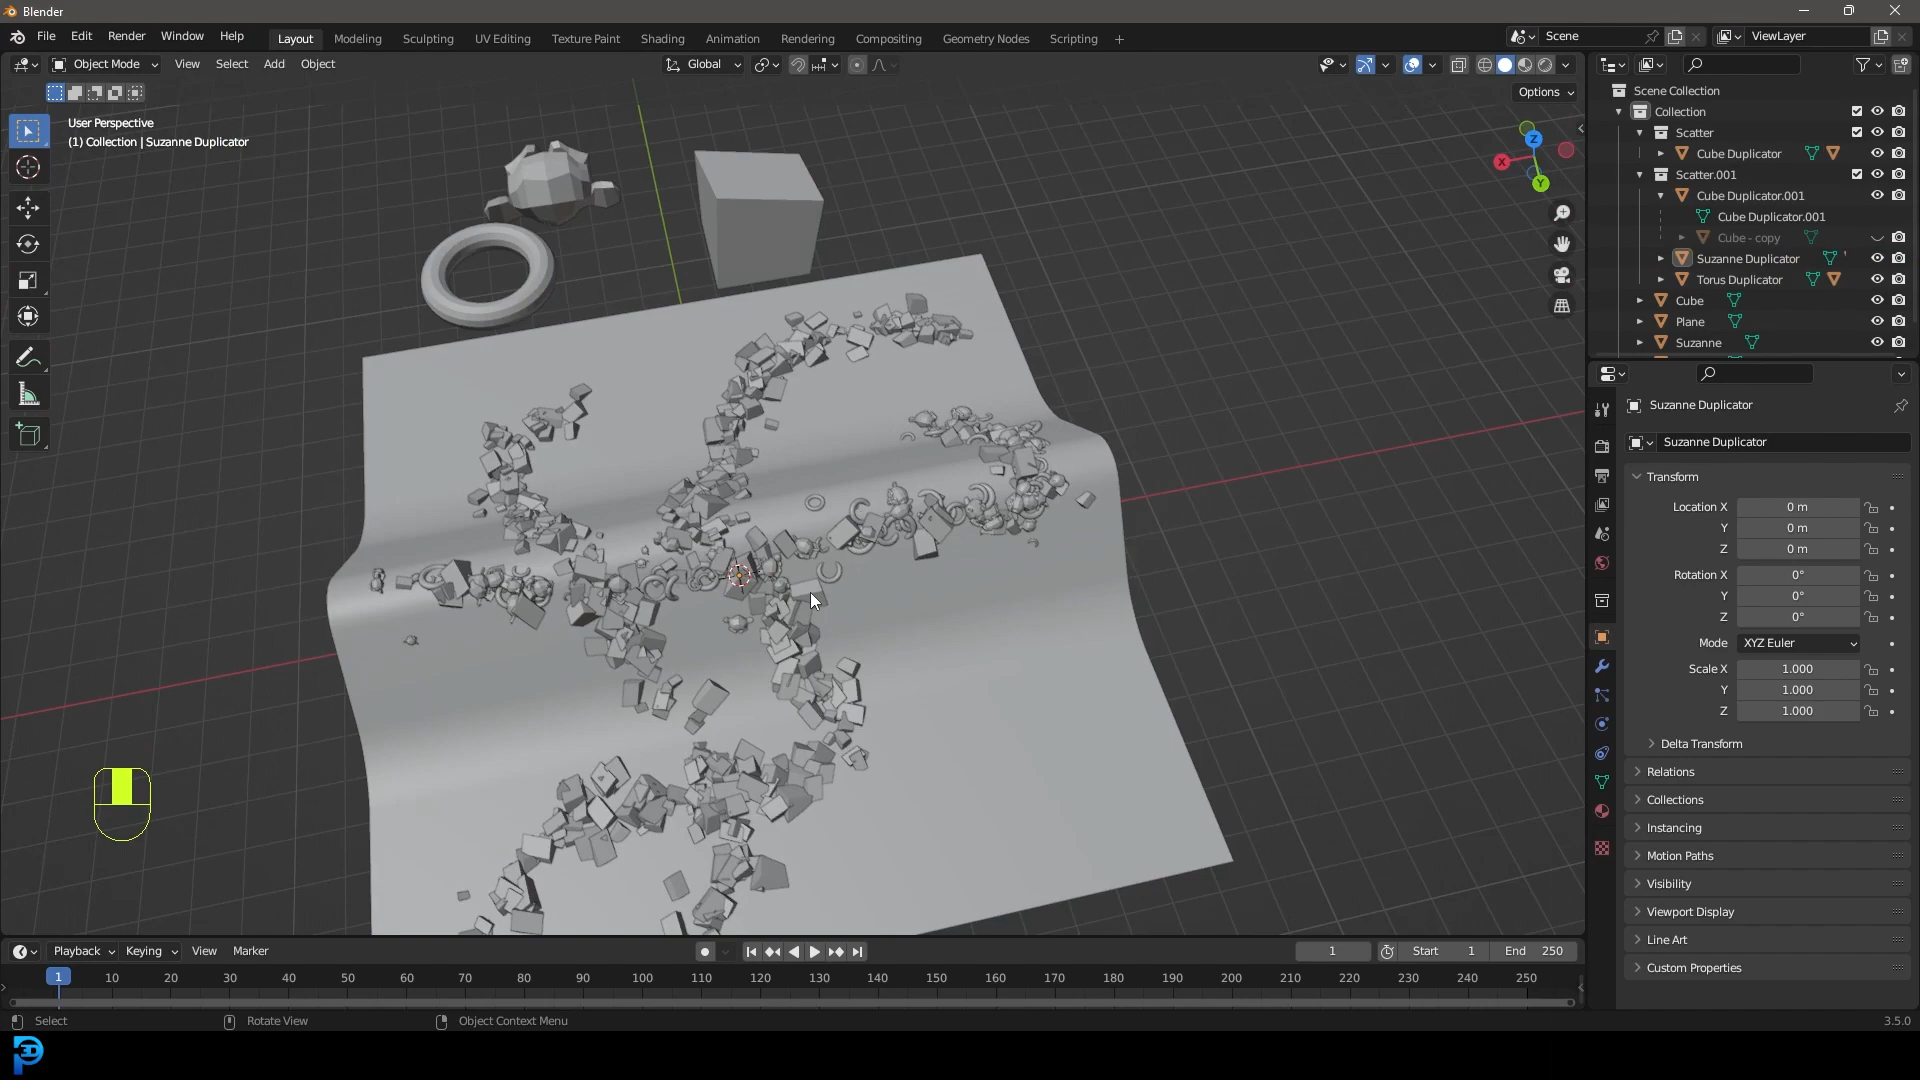 Blender
File Edit Render Window Help Layout Modeling Sculpting UV Editing Texture Paint Shading Animation Rendering Compositing Geometry Nodes Scripting + Scene ViewLayer
Object Mode View Select Add Object Global
Options
User Perspective
(1) Collection | Suzanne Duplicator
X
Y
Z
Scene Collection
Collection
Scatter
Cube Duplicator
Scatter.001
Cube Duplicator.001
Cube Duplicator.001
Cube - copy
Suzanne Duplicator
Torus Duplicator
Cube
Plane
Suzanne
Suzanne Duplicator
Suzanne Duplicator
Transform
Location X 0 m
Y 0 m
Z 0 m
Rotation X 0°
Y 0°
Z 0°
Mode XYZ Euler
Scale X 1.000
Y 1.000
Z 1.000
Delta Transform
Relations
Collections
Instancing
Motion Paths
Visibility
Viewport Display
Line Art
Custom Properties
Playback Keying View Marker 1 Start 1 End 250
1 10 20 30 40 50 60 70 80 90 100 110 120 130 140 150 160 170 180 190 200 210 220 230 240 250
Select Rotate View Object Context Menu 3.5.0